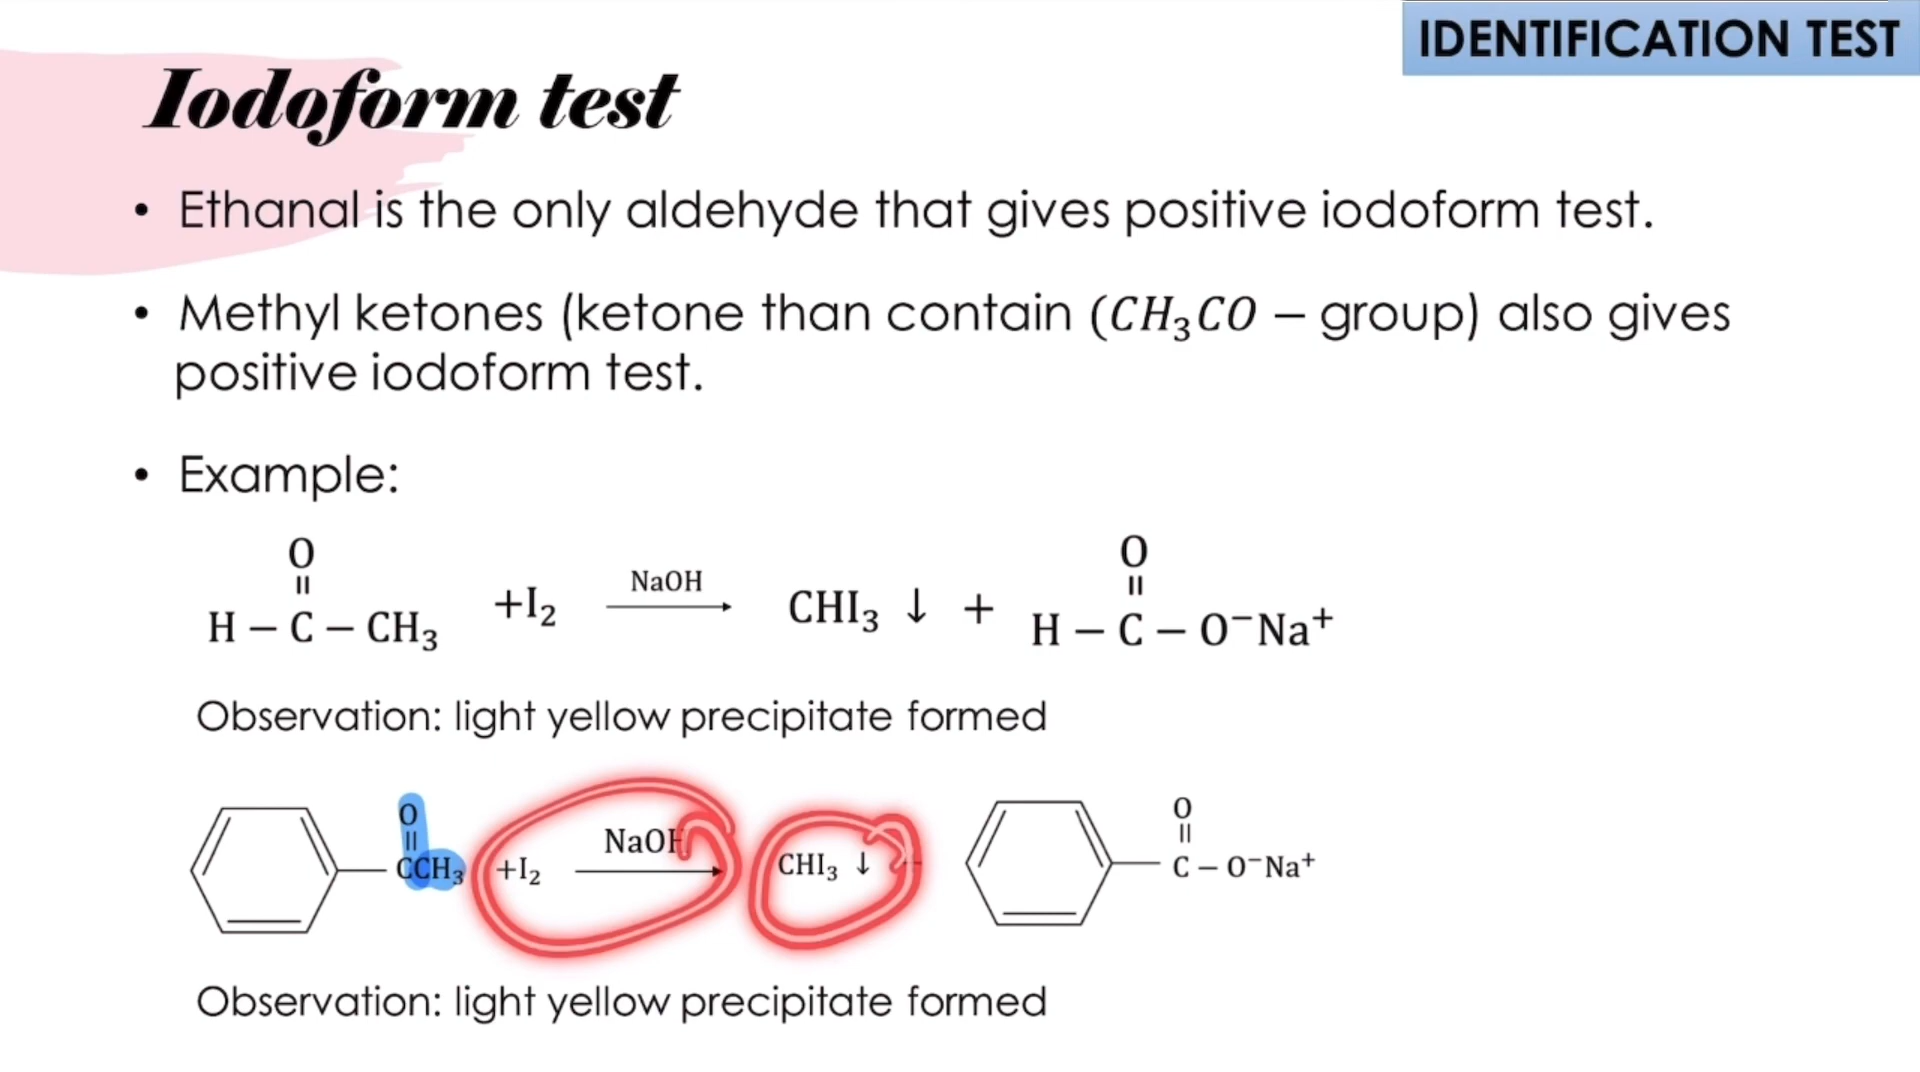 IDENTIFICATION TEST
Iodoform test
• Ethanal is the only aldehyde that gives positive iodoform test.
• Methyl ketones (ketone than contain (CH₃CO − group) also gives
positive iodoform test.
• Example:
O
||
H − C − CH₃ +I₂ NaOH CHI₃ ↓ +
O
||
H − C − O⁻Na⁺
Observation: light yellow precipitate formed
O
||
CCH₃ +I₂ NaOH CHI₃ ↓ +
O
||
C − O⁻Na⁺
Observation: light yellow precipitate formed